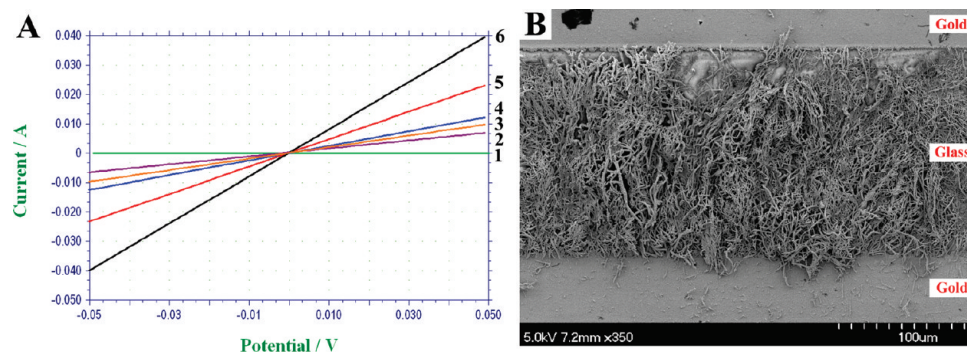 A
0.040
0.030
0.020
0.010
0
-0.010
-0.020
-0.030
-0.040
-0.050
Current / A
-0.05
-0.03
-0.01
0.010
0.030
0.050
Potential / V
6
5
4
3
2
1
B
Gold
Glass
Gold
5.0kV 7.2mm x350
100um